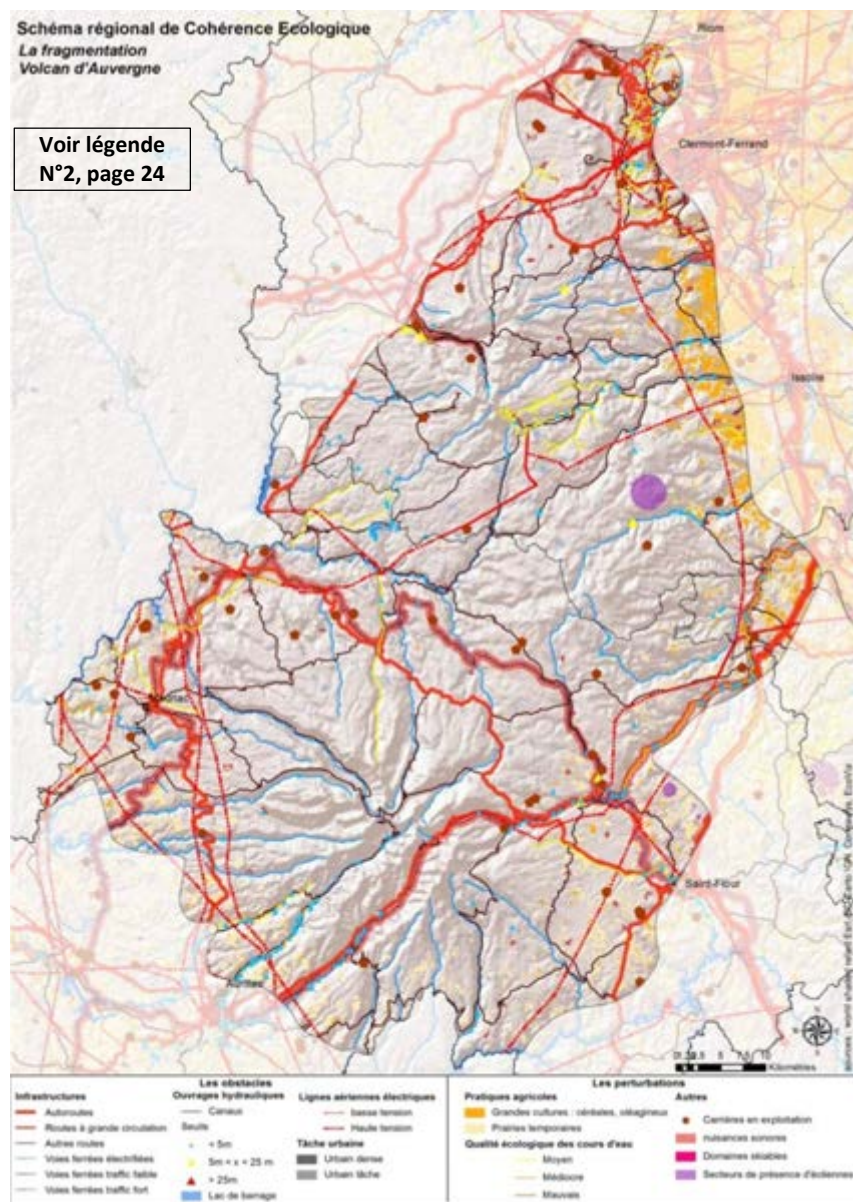 Schéma régional de Cohérence Ecologique
La fragmentation
Volcan d'Auvergne
Voir légende
N°2, page 24
Riom
Clermont-Ferrand
Issoire
Saint-Flour
Aurillac
Kilomètres
Les obstacles
Infrastructures
Autoroutes
Routes à grande circulation
Autres routes
Voies ferrées électrifiées
Voies ferrées traffic faible
Voies ferrées traffic fort
Ouvrages hydrauliques
Canaux
Seuils
< 5m
5m < x < 25 m
> 25m
Lac de barrage
Lignes aériennes électriques
basse tension
Haute tension
Tâche urbaine
Urbain dense
Urbain tâche
Les perturbations
Pratiques agricoles
Grandes cultures : céréales, oléagineux
Prairies temporaires
Qualité écologique des cours d'eau
Moyen
Médiocre
Mauvais
Autres
Carrières en exploitation
nuisances sonores
Domaines skiables
Secteurs de présence d'éoliennes